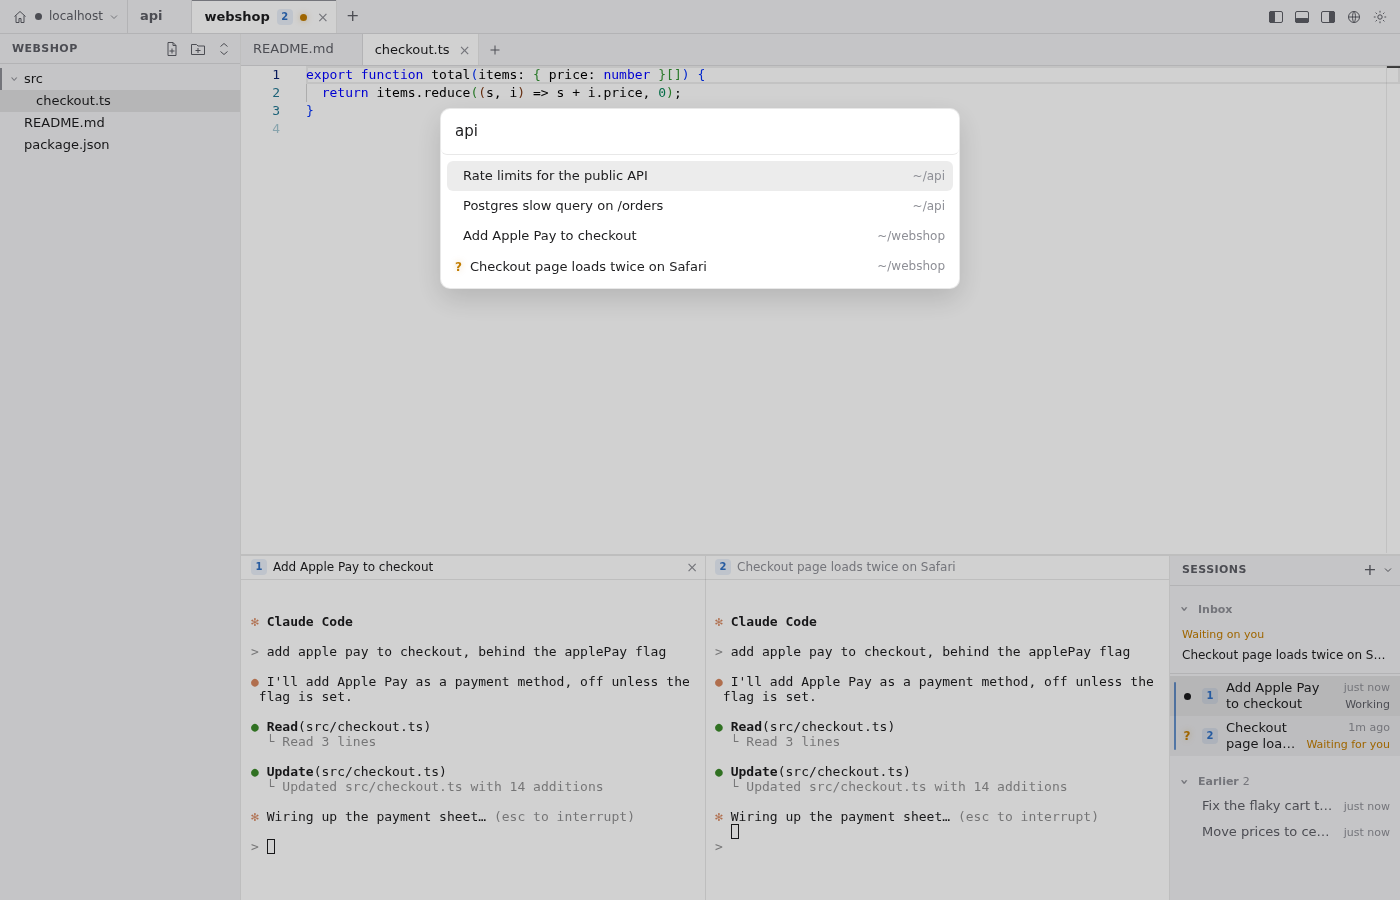 localhost
api
webshop 2
WEBSHOP
src
checkout.ts
README.md
package.json
README.md
checkout.ts
1 export function total(items: { price: number }[]) {
2 return items.reduce((s, i) => s + i.price, 0);
3 }
4
api
Rate limits for the public API ~/api
Postgres slow query on /orders ~/api
Add Apple Pay to checkout ~/webshop
? Checkout page loads twice on Safari ~/webshop
1 Add Apple Pay to checkout
✻ Claude Code
> add apple pay to checkout, behind the applePay flag
● I'll add Apple Pay as a payment method, off unless the
flag is set.
● Read(src/checkout.ts)
└ Read 3 lines
● Update(src/checkout.ts)
└ Updated src/checkout.ts with 14 additions
✻ Wiring up the payment sheet… (esc to interrupt)
>
2 Checkout page loads twice on Safari
✻ Claude Code
> add apple pay to checkout, behind the applePay flag
● I'll add Apple Pay as a payment method, off unless the
flag is set.
● Read(src/checkout.ts)
└ Read 3 lines
● Update(src/checkout.ts)
└ Updated src/checkout.ts with 14 additions
✻ Wiring up the payment sheet… (esc to interrupt)
>
SESSIONS
Inbox
Waiting on you
Checkout page loads twice on S…
1 Add Apple Pay just now
to checkout Working
? 2 Checkout 1m ago
page loa… Waiting for you
Earlier 2
Fix the flaky cart t… just now
Move prices to ce… just now